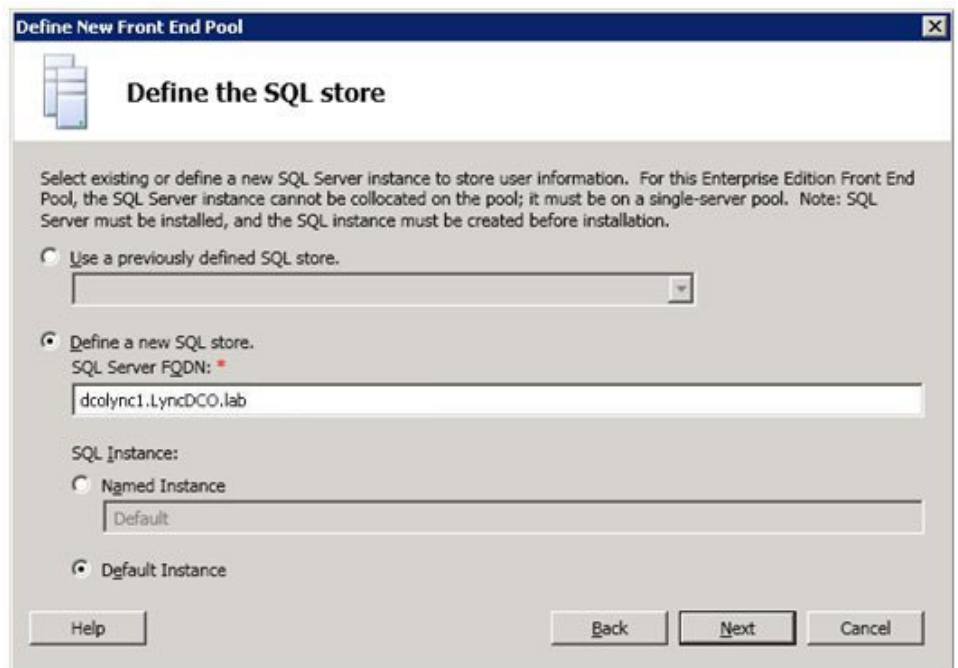 Define New Front End Pool
Define the SQL store
Select existing or define a new SQL Server instance to store user information.  For this Enterprise Edition Front End
Pool, the SQL Server instance cannot be collocated on the pool; it must be on a single-server pool.  Note: SQL
Server must be installed, and the SQL instance must be created before installation.
Use a previously defined SQL store.
Define a new SQL store.
SQL Server FQDN: *
dcolync1.LyncDCO.lab
SQL Instance:
Named Instance
Default
Default Instance
Help
Back
Next
Cancel